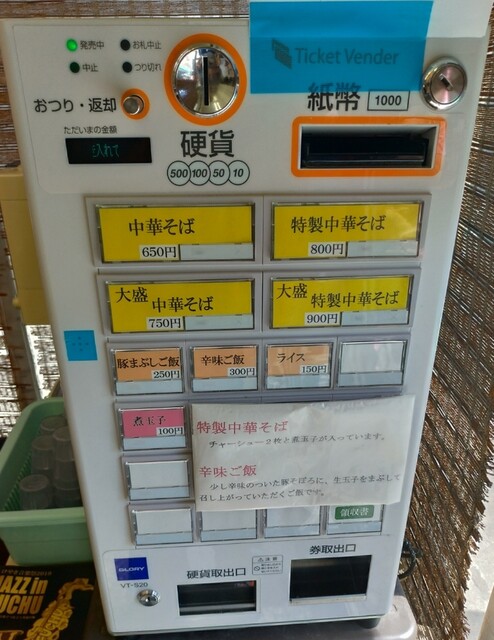 発売中 お札中止
Ticket Vender
中止 つり切れ
おつり・返却
紙幣 1000
ただいまの金額
硬貨
500 100 50 10
中華そば
650円
特製中華そば
800円
大盛 中華そば
750円
大盛 特製中華そば
900円
豚まぶしご飯
250円
辛味ご飯
300円
ライス
150円
煮玉子
100円
特製中華そば
チャーシュー2枚と煮玉子が入っています。
辛味ご飯
少し辛味のついた豚そぼろに、生玉子をまぶして
召し上がっていただくご飯です。
領収書
GLORY
VT-S20
硬貨取出口
券取出口
JAZZ in